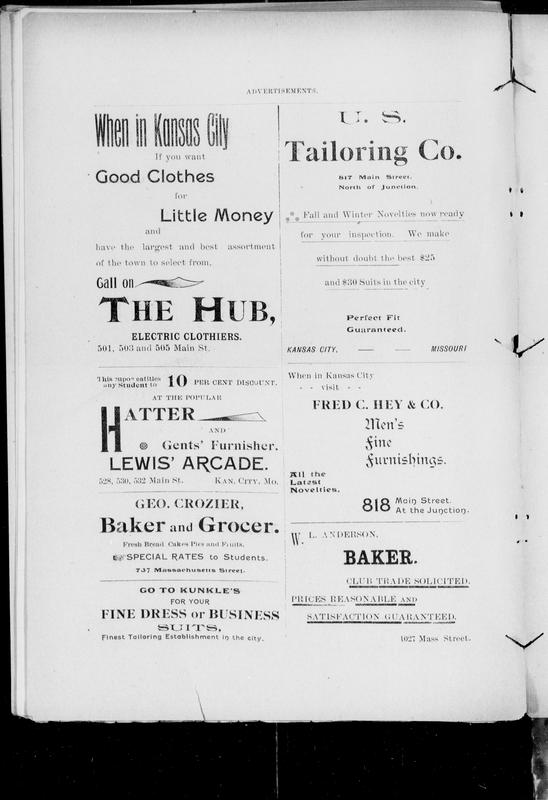 ADVERTISEMENTS.
When in Kansas City
If you want
Good Clothes
for
Little Money
and
have the largest and best assortment
of the town to select from,
Call on
THE HUB,
ELECTRIC CLOTHIERS.
501, 503 and 505 Main St.
This cupon entitles
any Student to 10 PER CENT DISCOUNT.
AT THE POPULAR
HATTER
AND
Gents' Furnisher.
LEWIS' ARCADE.
528, 530, 532 Main St. KAN. CITY, Mo.
GEO. CROZIER,
Baker and Grocer.
Fresh Bread Cakes Pies and Fruits.
SPECIAL RATES to Students.
737 Massachusetts Street.
GO TO KUNKLE'S
FOR YOUR
FINE DRESS or BUSINESS
SUITS,
Finest Tailoring Establishment in the city.
U. S.
Tailoring Co.
817 Main Street.
North of Junction.
Fall and Winter Novelties now ready
for your inspection. We make
without doubt the best $25
and $30 Suits in the city
Perfect Fit
Guaranteed.
KANSAS CITY, — — MISSOURI
When in Kansas City
- - visit - -
FRED C. HEY & CO.
Men's
Fine
Furnishings.
All the
Latest
Novelties.
818 Main Street.
At the Junction.
W. L. ANDERSON,
BAKER.
CLUB TRADE SOLICITED.
PRICES REASONABLE AND
SATISFACTION GUARANTEED.
1027 Mass Street.